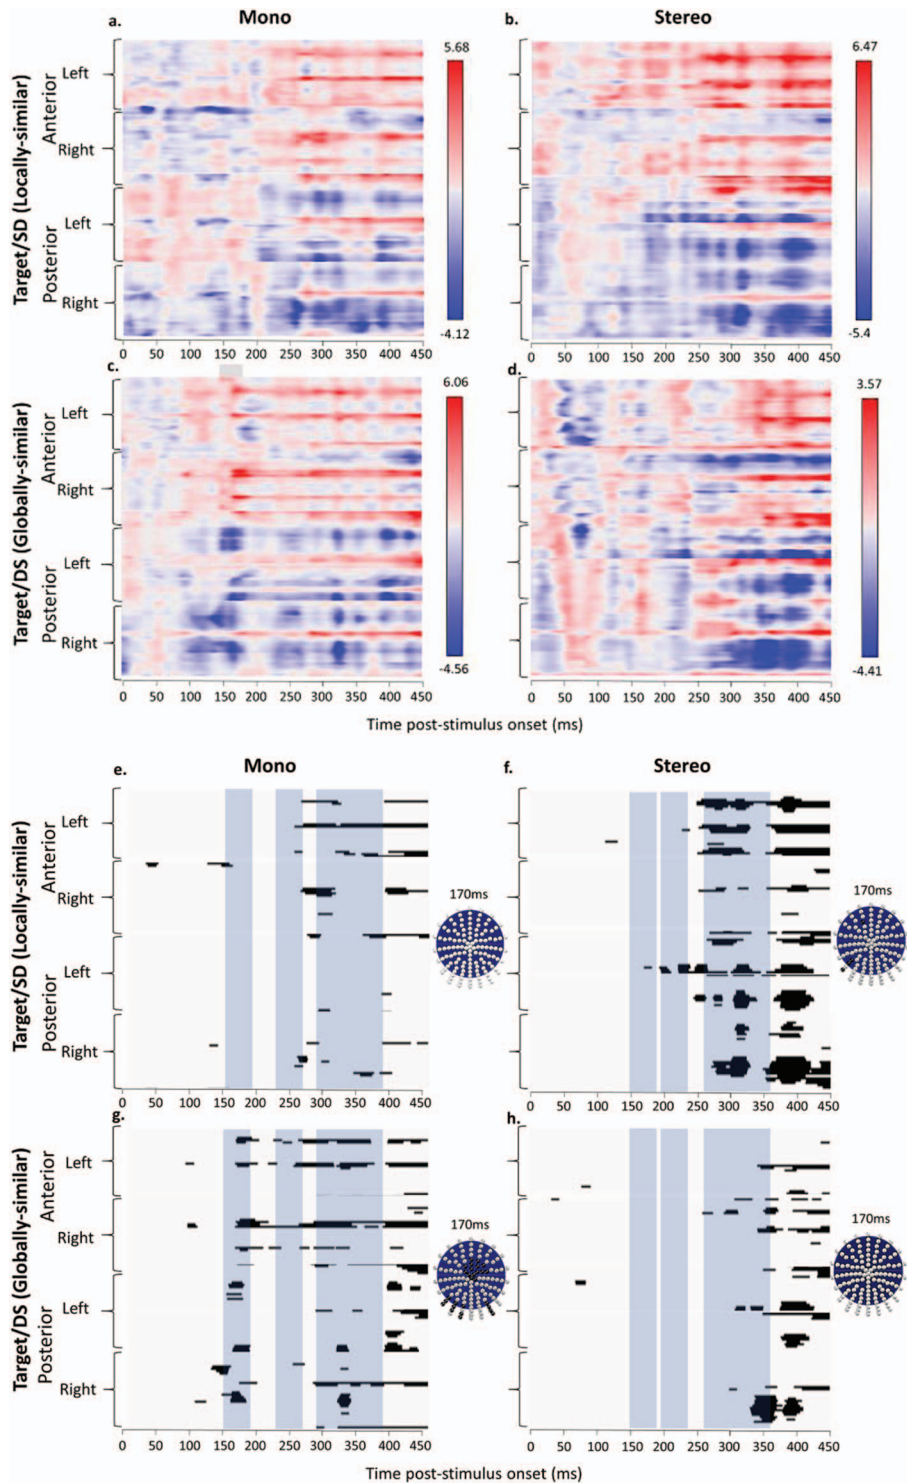 Mono
Stereo
a.
b.
Target/SD (Locally-similar)
Anterior
Posterior
Left
Right
Left
Right
5.68
-4.12
6.47
-5.4
0 50 100 150 200 250 300 350 400 450
0 50 100 150 200 250 300 350 400 450
c.
d.
Target/DS (Globally-similar)
Anterior
Posterior
Left
Right
Left
Right
6.06
-4.56
3.57
-4.41
0 50 100 150 200 250 300 350 400 450
0 50 100 150 200 250 300 350 400 450
Time post-stimulus onset (ms)
Mono
Stereo
e.
f.
Target/SD (Locally-similar)
Anterior
Posterior
Left
Right
Left
Right
170ms
170ms
0 50 100 150 200 250 300 350 400 450
0 50 100 150 200 250 300 350 400 450
g.
h.
Target/DS (Globally-similar)
Anterior
Posterior
Left
Right
Left
Right
170ms
170ms
0 50 100 150 200 250 300 350 400 450
0 50 100 150 200 250 300 350 400 450
Time post-stimulus onset (ms)